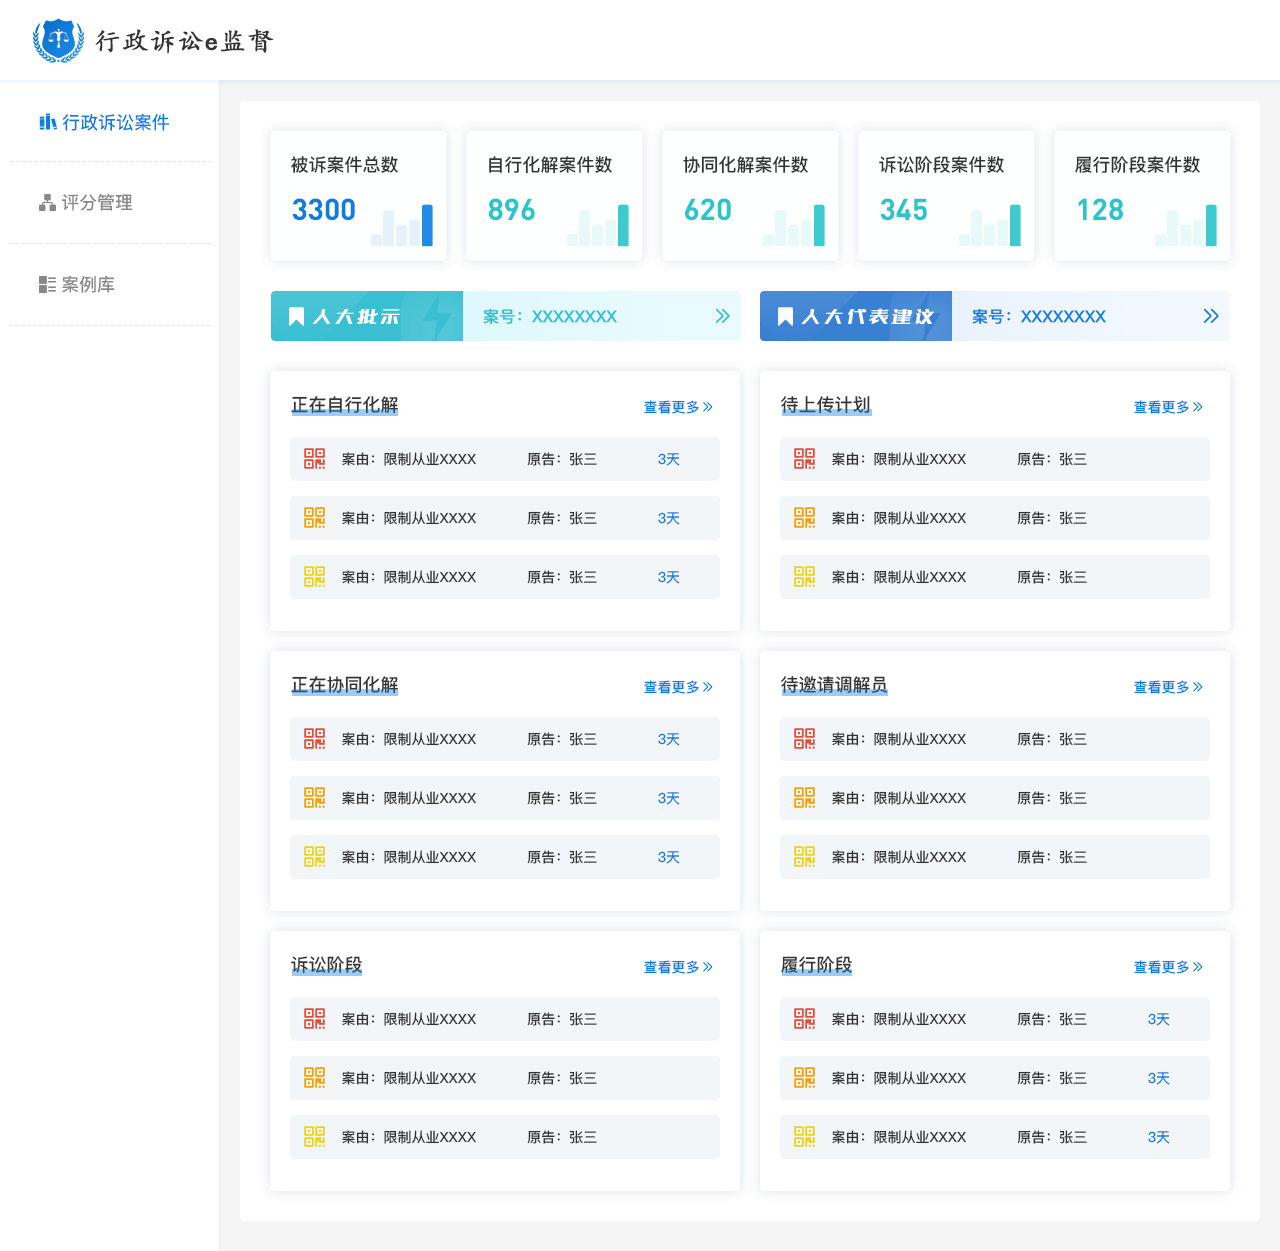 行政诉讼e监督
行政诉讼案件
评分管理
案例库
被诉案件总数
3300
自行化解案件数
896
协同化解案件数
620
诉讼阶段案件数
345
履行阶段案件数
128
人大批示
案号：XXXXXXXX
人大代表建议
案号：XXXXXXXX
正在自行化解
查看更多
案由：限制从业XXXX 原告：张三 3天
案由：限制从业XXXX 原告：张三 3天
案由：限制从业XXXX 原告：张三 3天
待上传计划
查看更多
案由：限制从业XXXX 原告：张三
案由：限制从业XXXX 原告：张三
案由：限制从业XXXX 原告：张三
正在协同化解
查看更多
案由：限制从业XXXX 原告：张三 3天
案由：限制从业XXXX 原告：张三 3天
案由：限制从业XXXX 原告：张三 3天
待邀请调解员
查看更多
案由：限制从业XXXX 原告：张三
案由：限制从业XXXX 原告：张三
案由：限制从业XXXX 原告：张三
诉讼阶段
查看更多
案由：限制从业XXXX 原告：张三
案由：限制从业XXXX 原告：张三
案由：限制从业XXXX 原告：张三
履行阶段
查看更多
案由：限制从业XXXX 原告：张三 3天
案由：限制从业XXXX 原告：张三 3天
案由：限制从业XXXX 原告：张三 3天